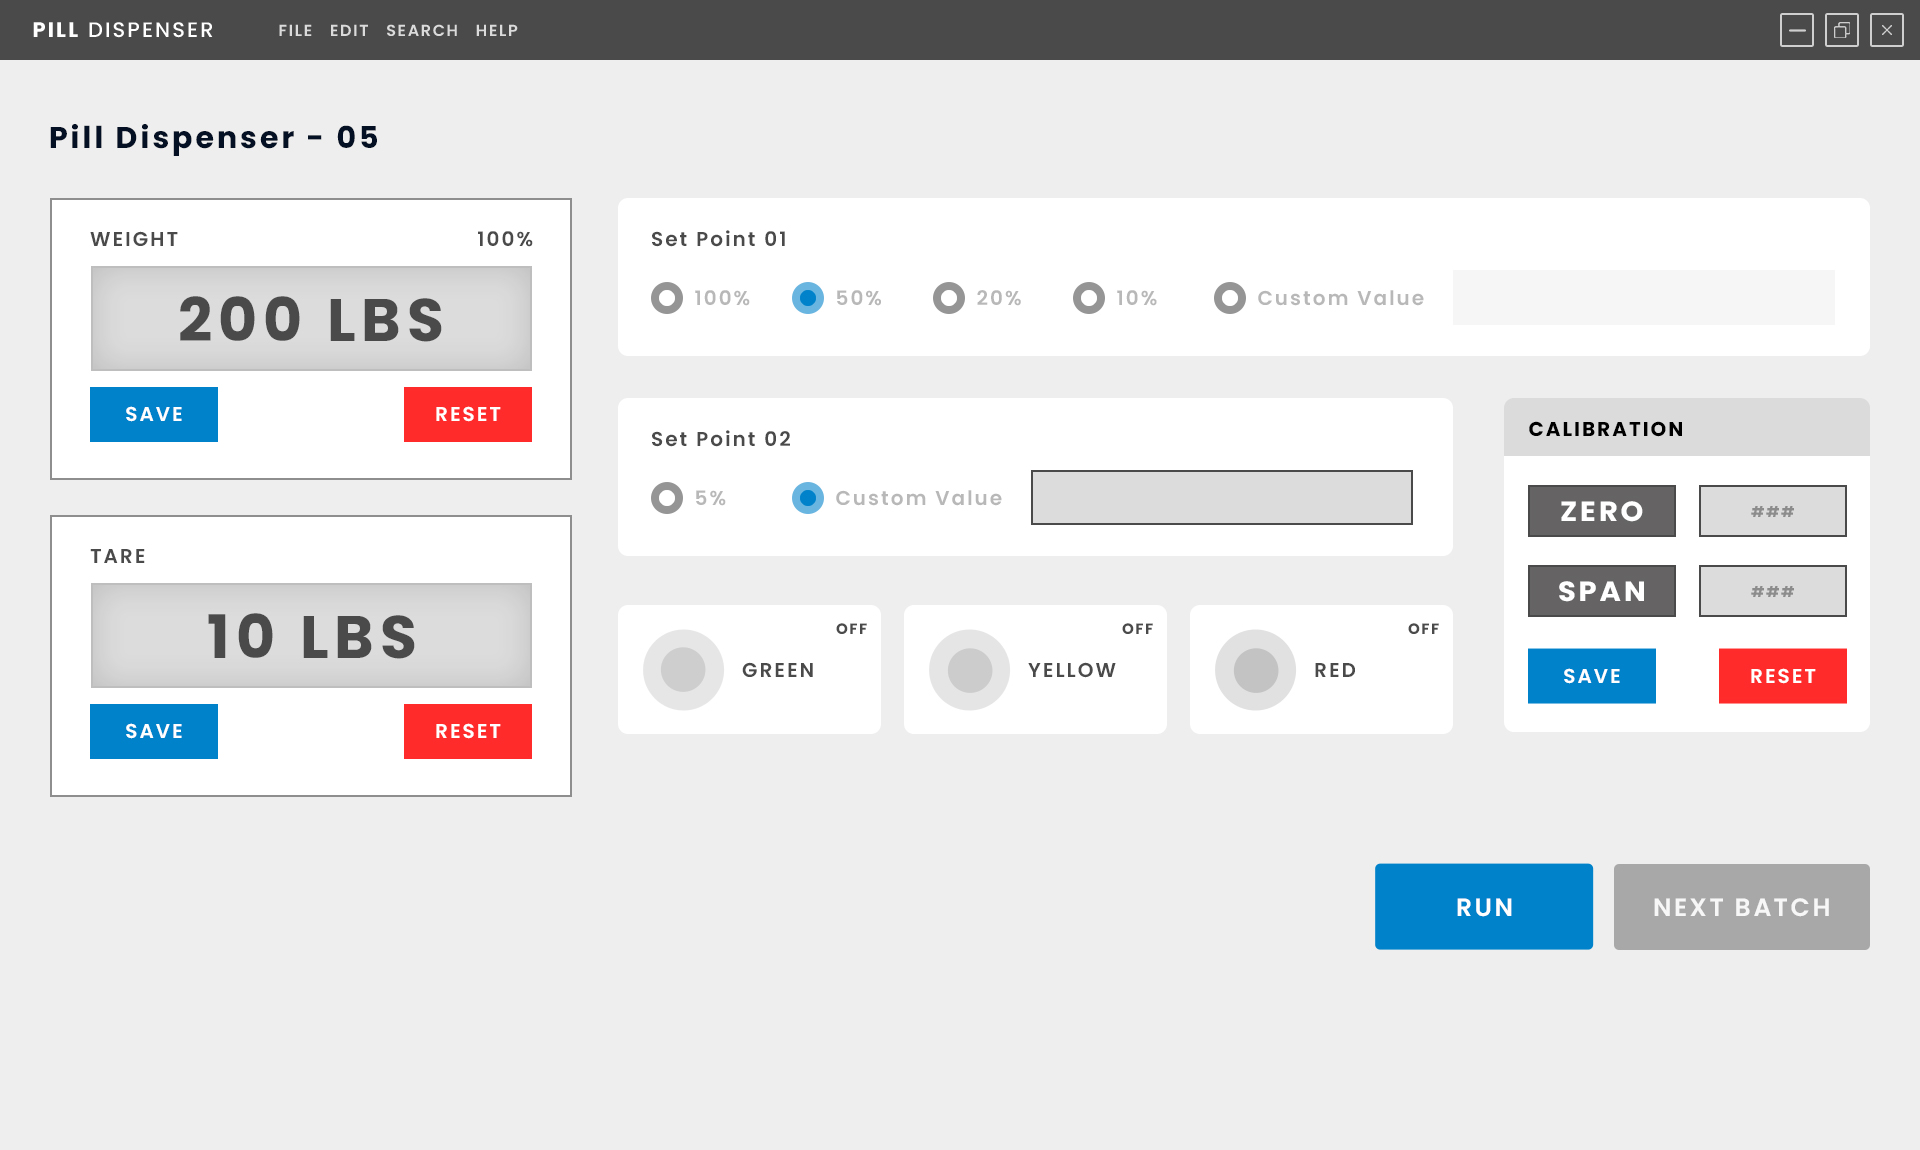 PILL DISPENSER FILE EDIT SEARCH HELP
Pill Dispenser - 05
WEIGHT 100%
200 LBS
SAVE RESET
TARE
10 LBS
SAVE RESET
Set Point 01
100% 50% 20% 10% Custom Value
Set Point 02
5% Custom Value
OFF
GREEN
OFF
YELLOW
OFF
RED
CALIBRATION
ZERO ###
SPAN ###
SAVE RESET
RUN NEXT BATCH